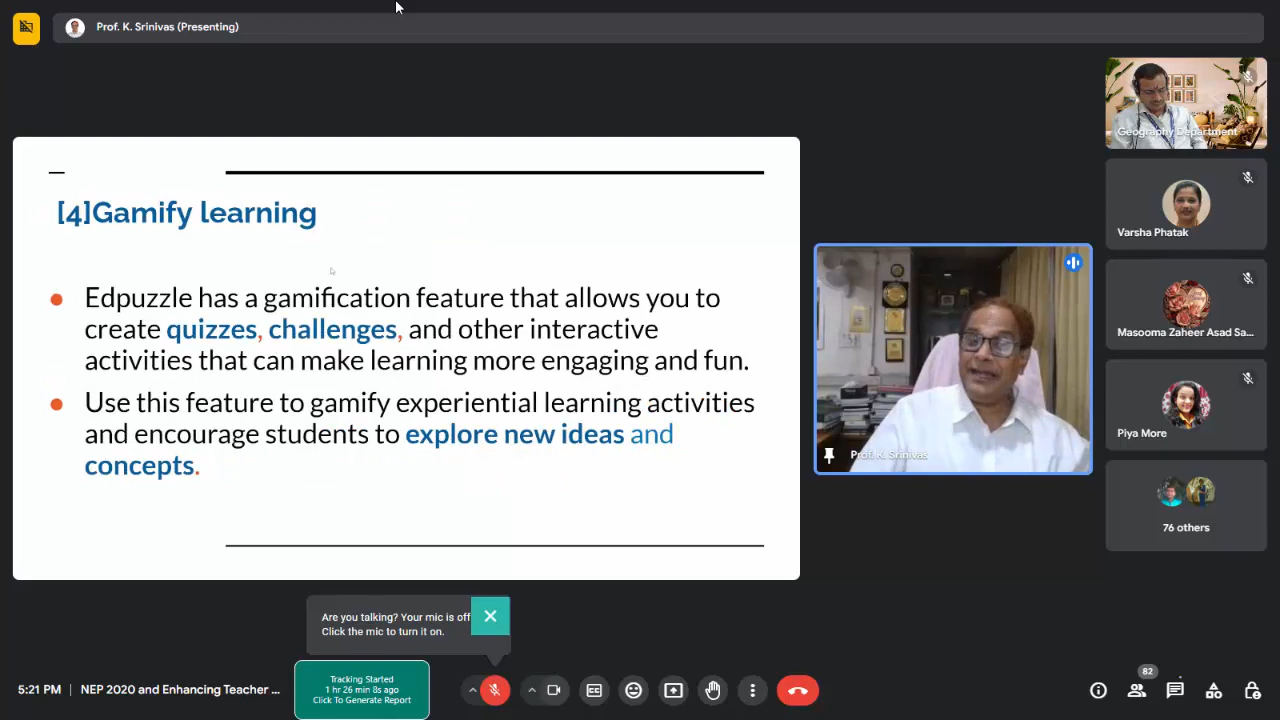 Prof. K. Srinivas (Presenting)
[4]Gamify learning
Edpuzzle has a gamification feature that allows you to
create quizzes, challenges, and other interactive
activities that can make learning more engaging and fun.
Use this feature to gamify experiential learning activities
and encourage students to explore new ideas and
concepts.
Prof. K. Srinivas
Geography Department
Varsha Phatak
Masooma Zaheer Asad Sa...
Piya More
76 others
Are you talking? Your mic is off
Click the mic to turn it on.
Tracking Started
1 hr 26 min 8s ago
Click To Generate Report
5:21 PM | NEP 2020 and Enhancing Teacher ...
82